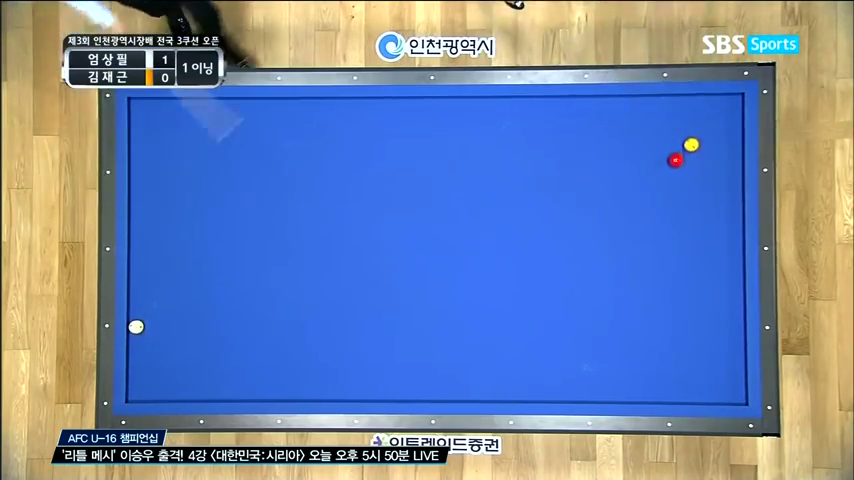 제3회 인천광역시장배 전국 3쿠션 오픈
엄상필 1
김재근 0
1 이닝
인천광역시
SBS Sports
이트레이드증권
AFC U-16 챔피언십
'리틀 메시' 이승우 출격! 4강 <대한민국:시리아> 오늘 오후 5시 50분 LIVE